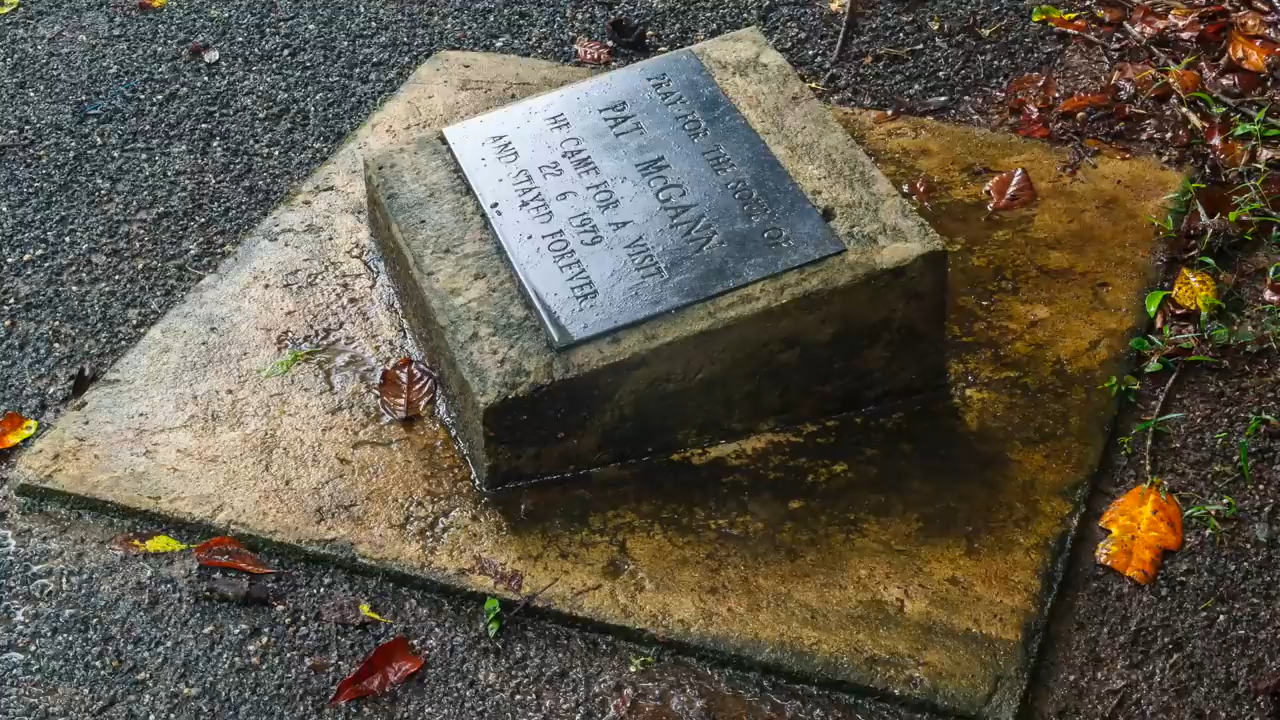 PRAY FOR THE SOUL OF
PAT McGANN
HE CAME FOR A VISIT
22 6 1979
AND STAYED FOREVER